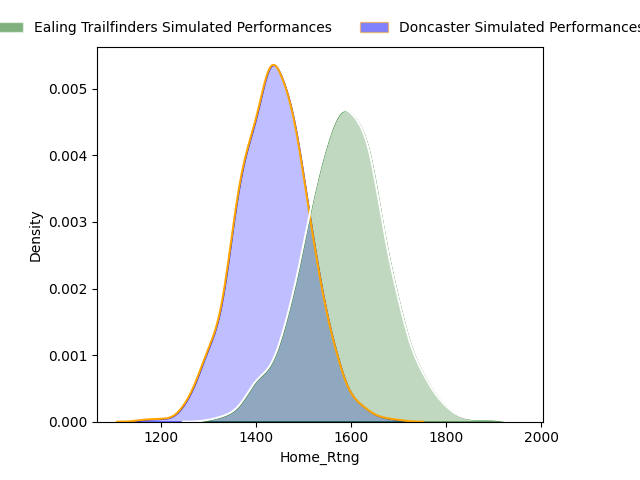 Ealing Trailfinders Simulated Performances Doncaster Simulated Performances
0.005
0.004
0.003
0.002
0.001
0.000
Density
1200 1400 1600 1800 2000
Home_Rtng